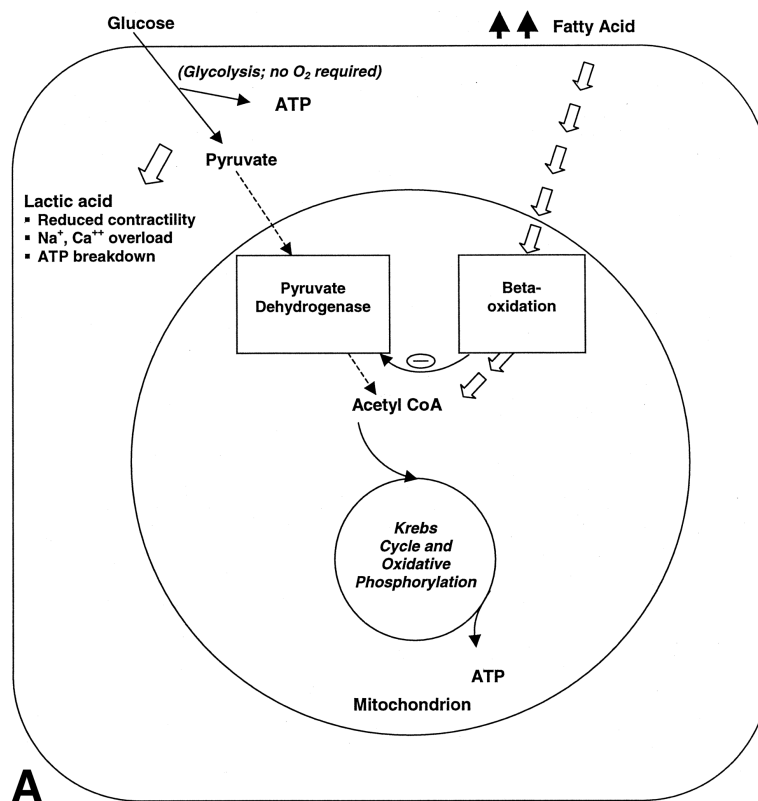 Glucose
Fatty Acid
(Glycolysis; no O₂ required)
ATP
Pyruvate
Lactic acid
▪ Reduced contractility
▪ Na⁺, Ca⁺⁺ overload
▪ ATP breakdown
Pyruvate
Dehydrogenase
Beta-
oxidation
Acetyl CoA
Krebs
Cycle and
Oxidative
Phosphorylation
ATP
Mitochondrion
A